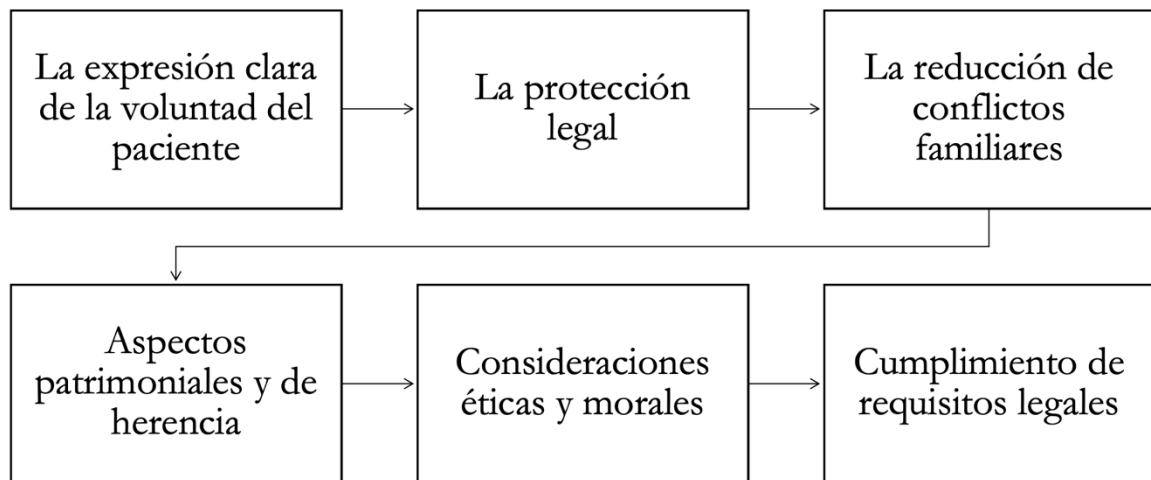 La expresión clara
de la voluntad del
paciente
La protección
legal
La reducción de
conflictos
familiares
Aspectos
patrimoniales y de
herencia
Consideraciones
éticas y morales
Cumplimiento de
requisitos legales